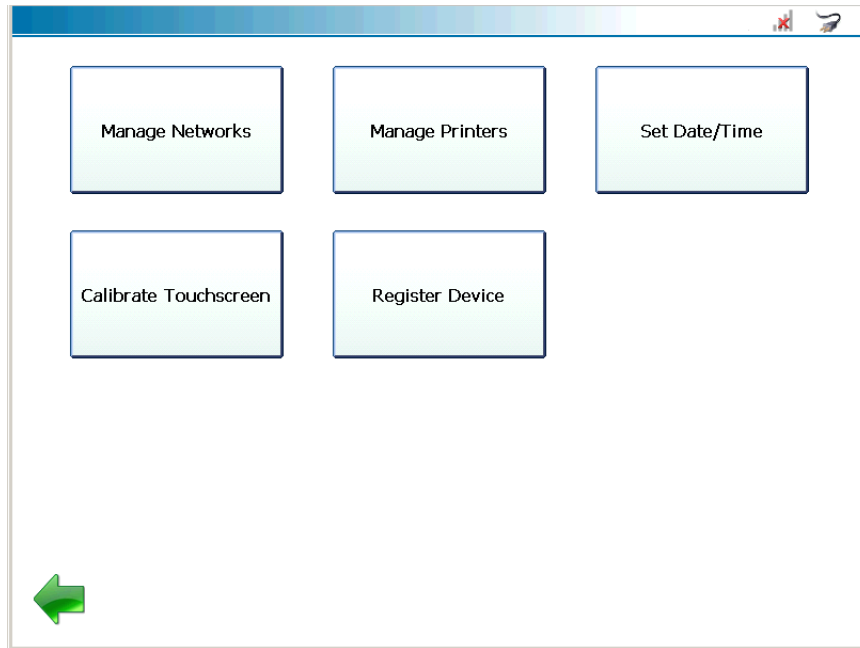 Manage Networks
Manage Printers
Set Date/Time
Calibrate Touchscreen
Register Device